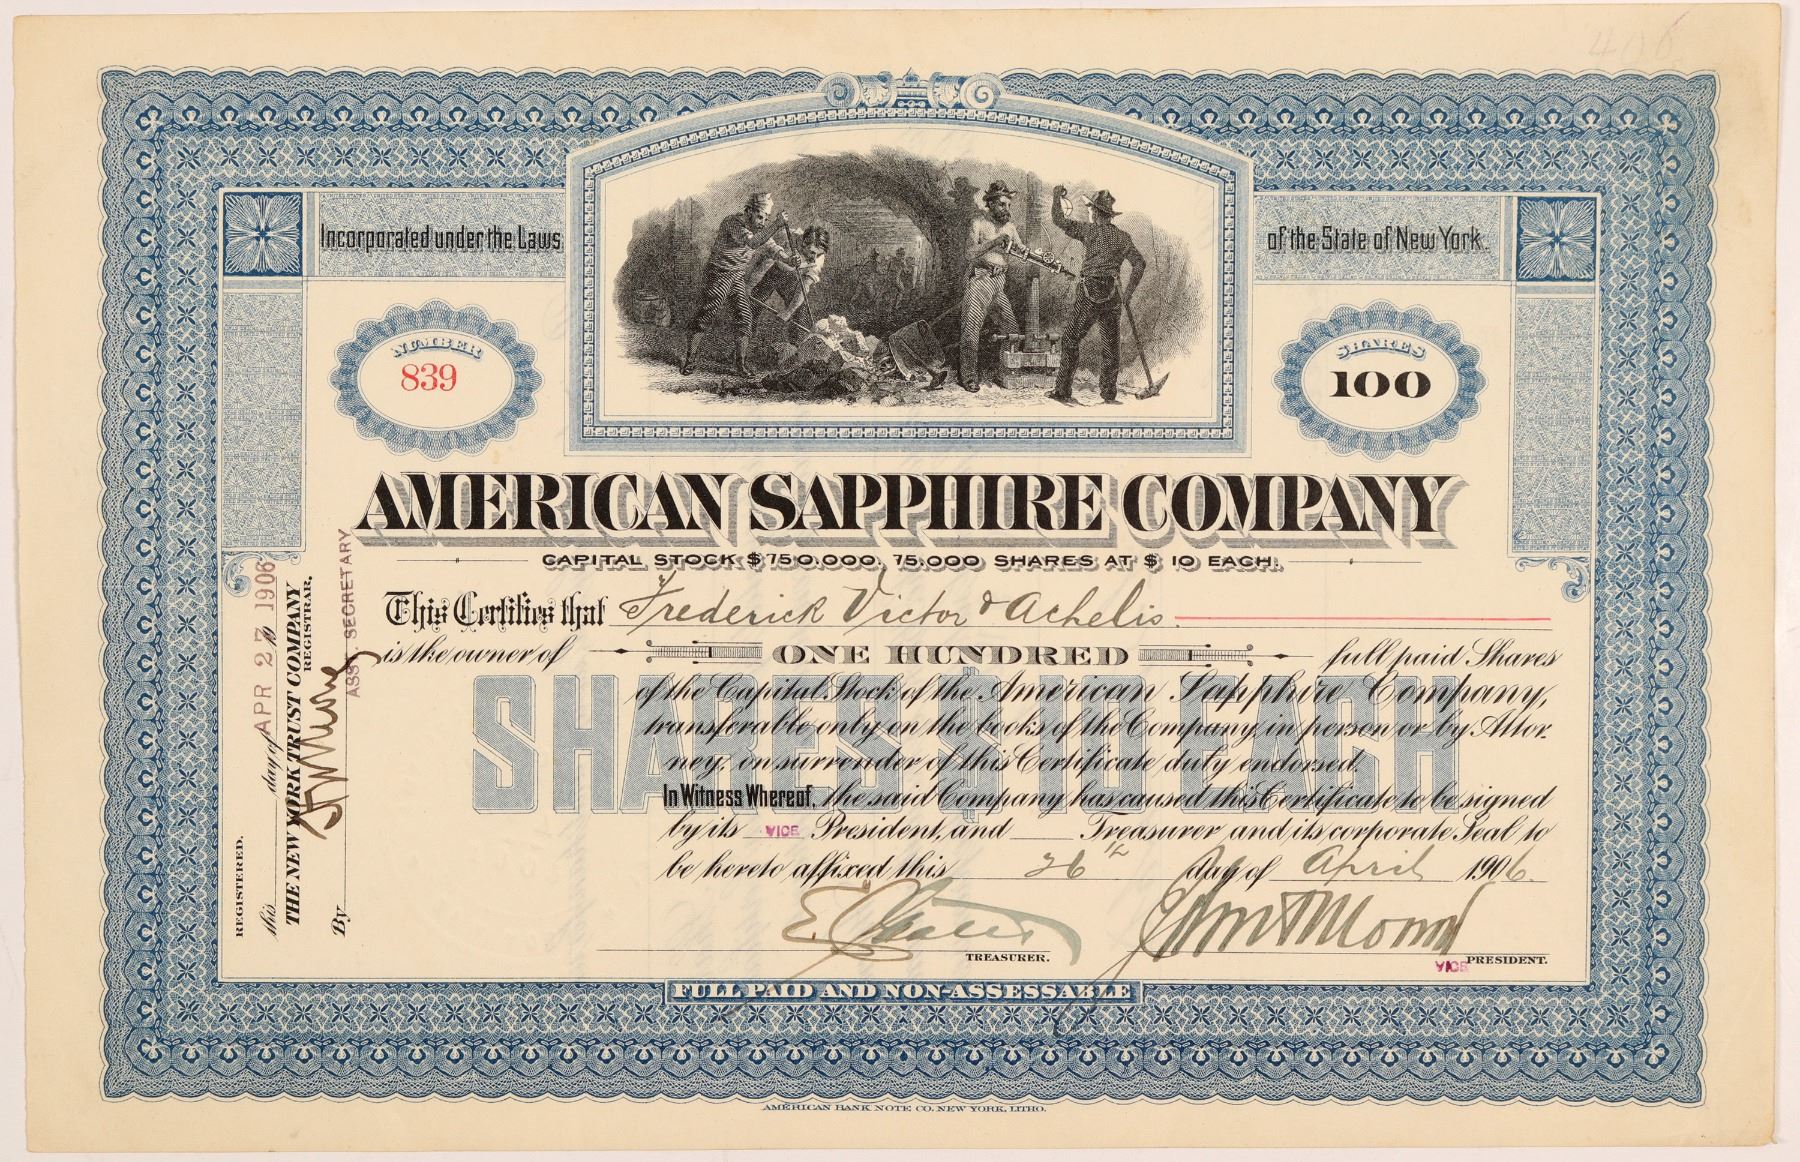 406
Incorporated under the Laws of the State of New York.
NUMBER
839
SHARES
100
AMERICAN SAPPHIRE COMPANY
CAPITAL STOCK $750,000. 75,000 SHARES AT $10 EACH.
This Certifies that Frederick Victor & Achelis
is the owner of ONE HUNDRED full paid Shares
of the Capital Stock of the American Sapphire Company,
transferable only on the books of the Company in person or by Attor-
ney, on surrender of this Certificate duly endorsed.
SHARES $10 EACH
In Witness Whereof, the said Company has caused this Certificate to be signed
by its VICE President, and Treasurer and its corporate Seal to
be hereto affixed this 26th day of April 1906.
TREASURER.
VICE PRESIDENT.
FULL PAID AND NON-ASSESSABLE
AMERICAN BANK NOTE CO. NEW YORK, LITHO.
REGISTERED.
this day of APR 27 1906 19
THE NEW YORK TRUST COMPANY
REGISTRAR,
By
ASST. SECRETARY